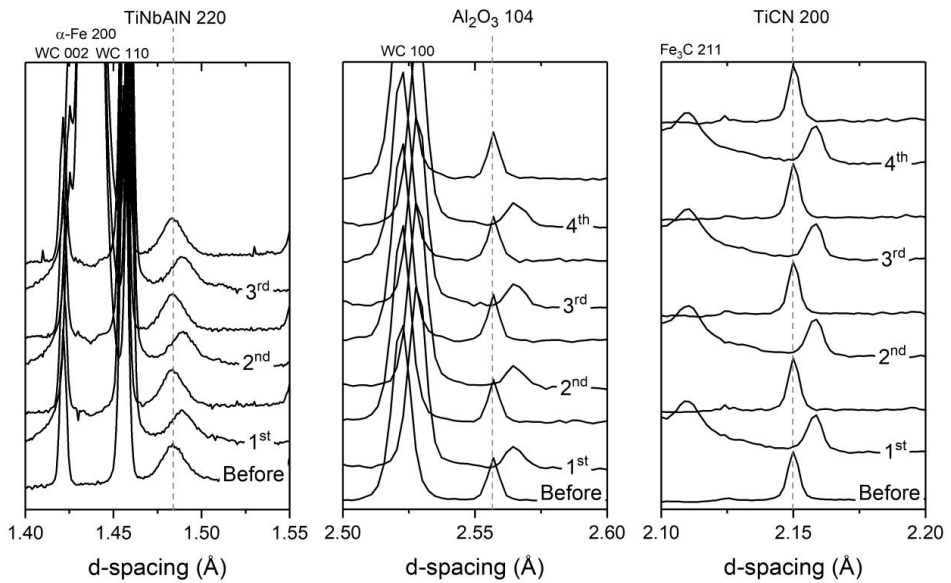 TiNbAlN 220
α-Fe 200
WC 002 WC 110
3rd
2nd
1st
Before
1.40 1.45 1.50 1.55
d-spacing (Å)
Al2O3 104
WC 100
4th
3rd
2nd
1st
Before
2.50 2.55 2.60
d-spacing (Å)
TiCN 200
Fe3C 211
4th
3rd
2nd
1st
Before
2.10 2.15 2.20
d-spacing (Å)